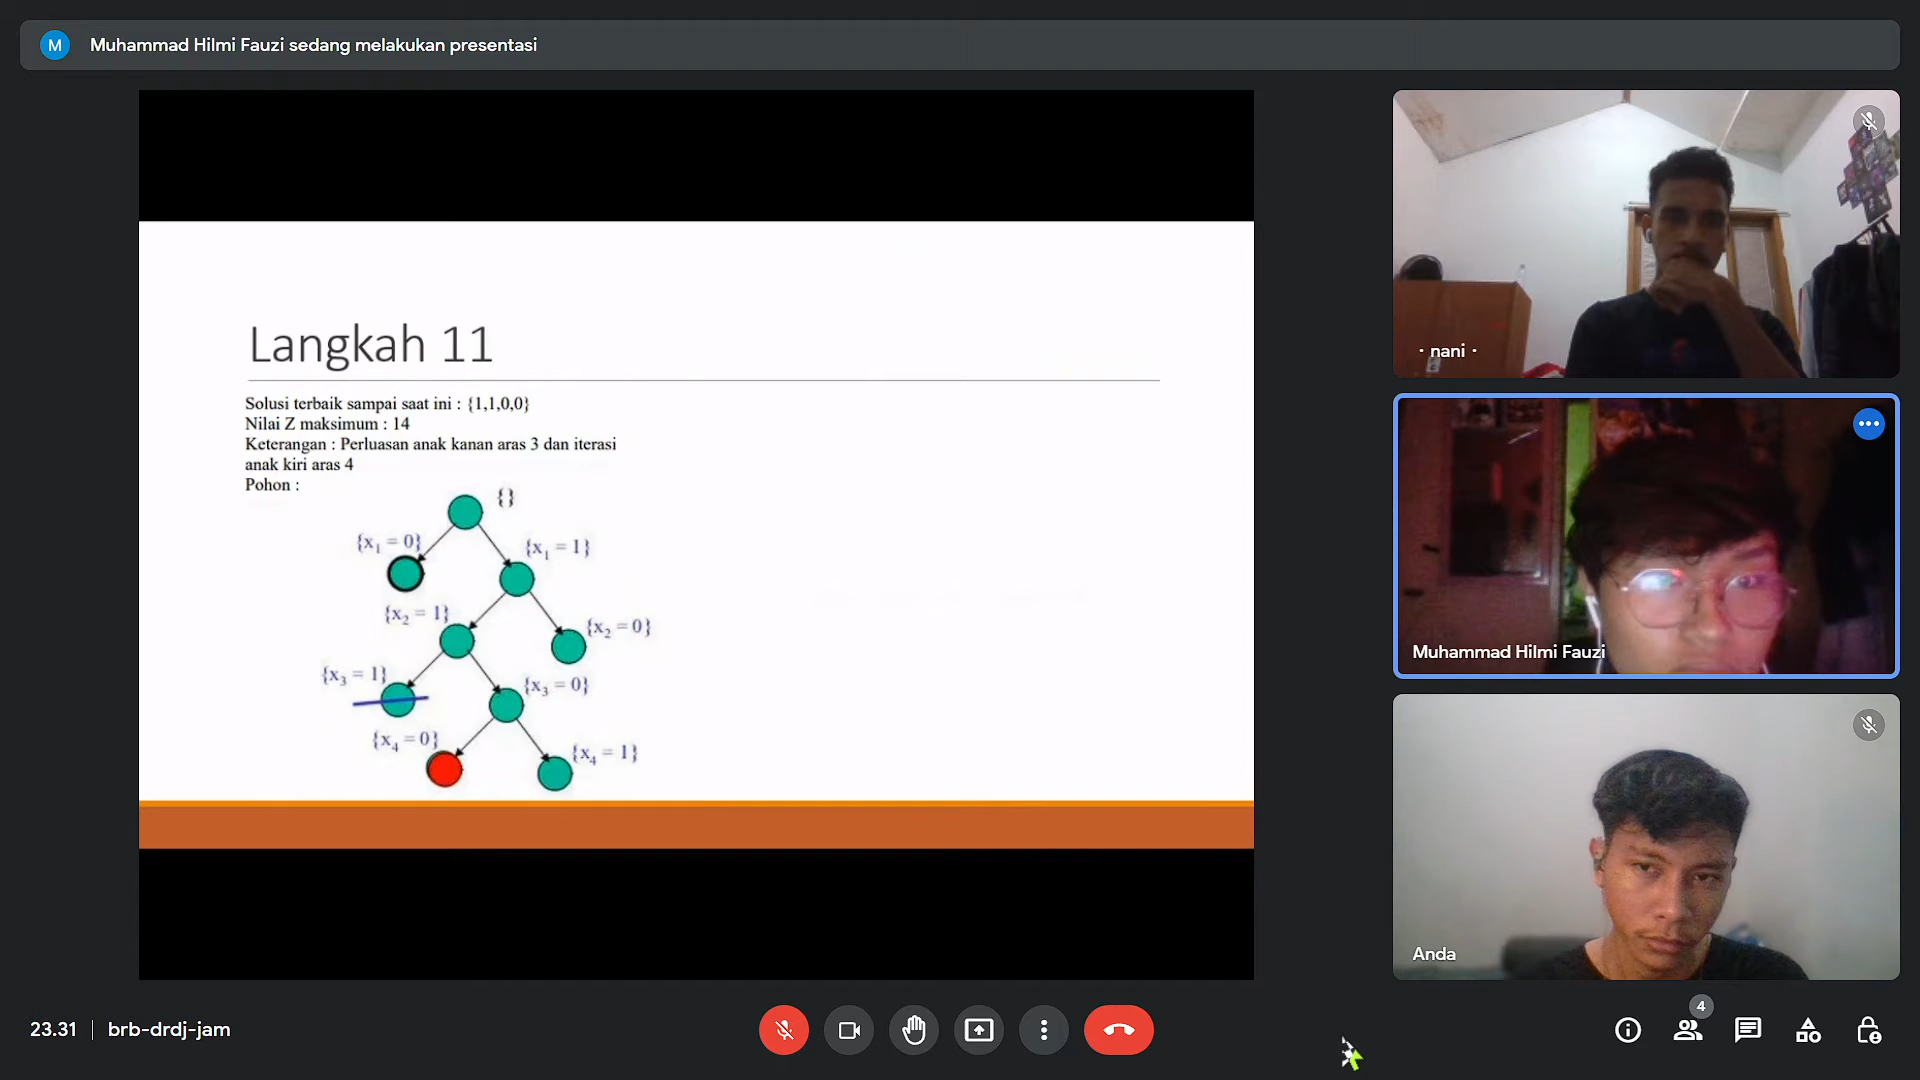 M Muhammad Hilmi Fauzi sedang melakukan presentasi
Langkah 11
Solusi terbaik sampai saat ini : {1,1,0,0}
Nilai Z maksimum : 14
Keterangan : Perluasan anak kanan aras 3 dan iterasi
anak kiri aras 4
Pohon :
{}
{x₁ = 0}
{x₁ = 1}
{x₂ = 1}
{x₂ = 0}
{x₃ = 1}
{x₃ = 0}
{x₄ = 0}
{x₄ = 1}
· nani ·
Muhammad Hilmi Fauzi
Anda
23.31 | brb-drdj-jam
4